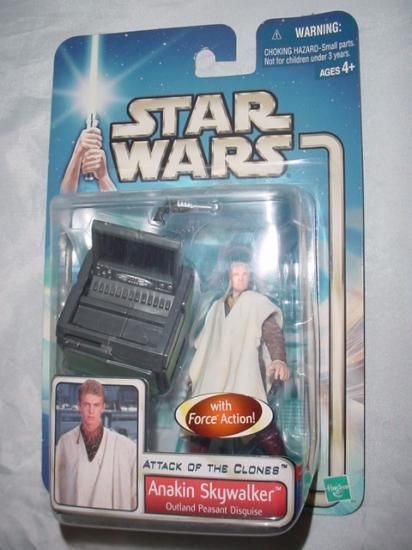 WARNING:
CHOKING HAZARD-Small parts.
Not for children under 3 years.
AGES 4+
STAR
WARS
with
Force Action!
ATTACK OF THE CLONES™
Anakin Skywalker™
Outland Peasant Disguise
Hasbro